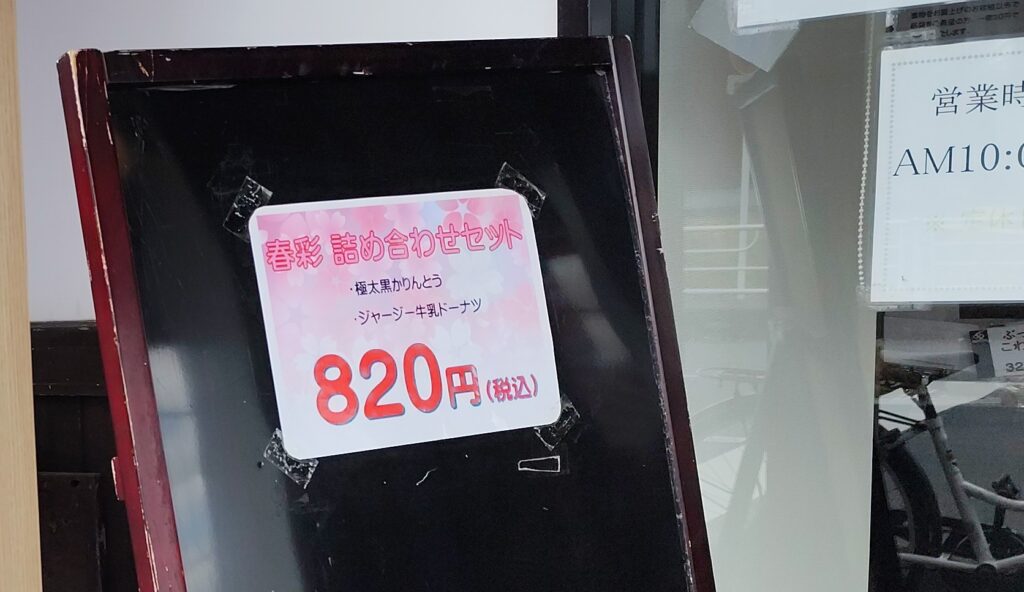 春彩 詰め合わせセット
・極太黒かりんとう
・ジャージー牛乳ドーナツ
820円(税込)
営業時
AM10:0